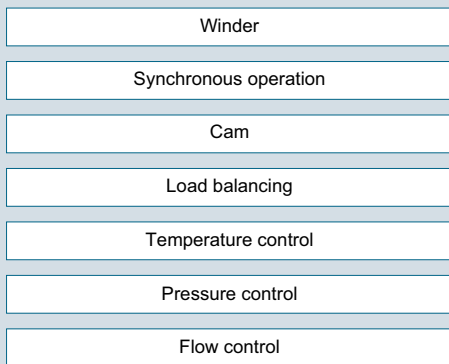 Winder
Synchronous operation
Cam
Load balancing
Temperature control
Pressure control
Flow control